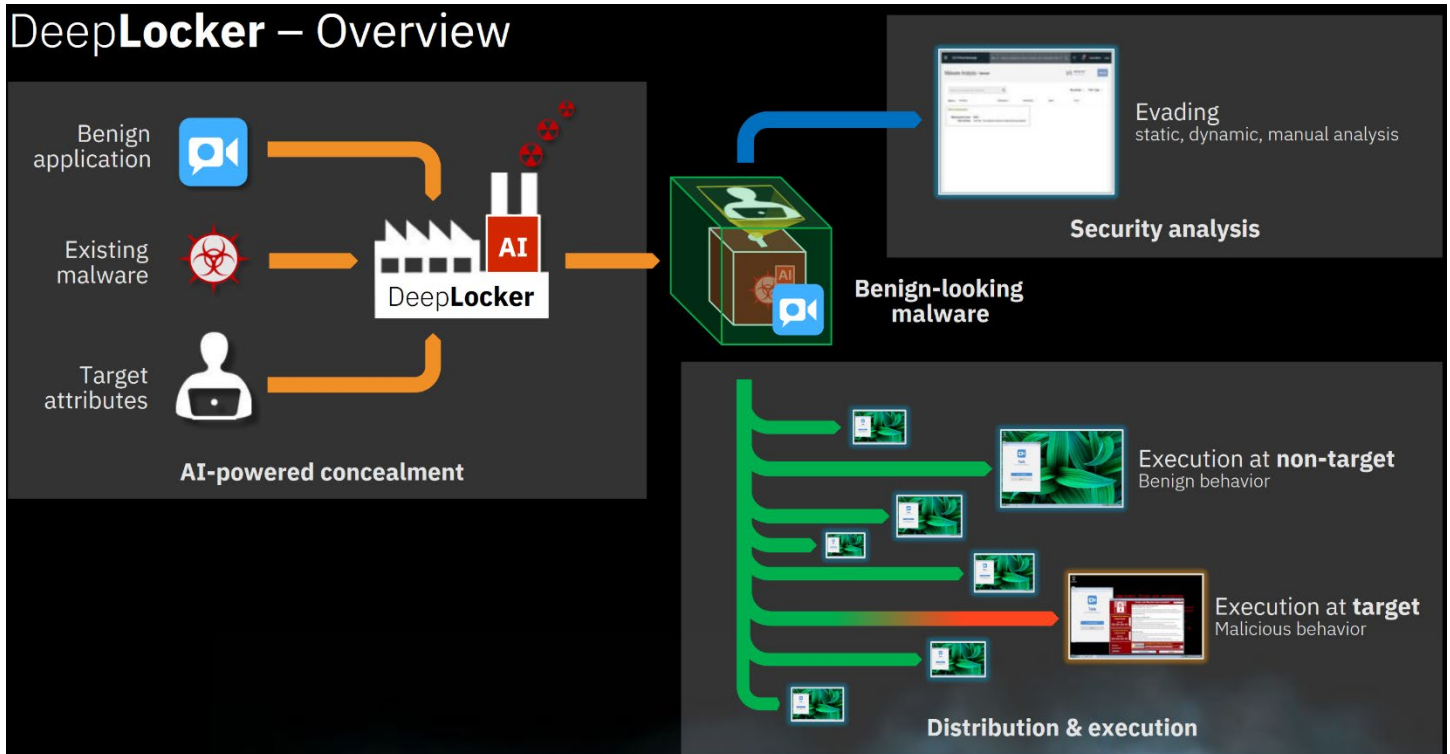 DeepLocker – Overview
Benign
application
Existing
malware
Target
attributes
AI
DeepLocker
AI-powered concealment
AI
Benign-looking
malware
Evading
static, dynamic, manual analysis
Security analysis
Execution at non-target
Benign behavior
Execution at target
Malicious behavior
Distribution & execution